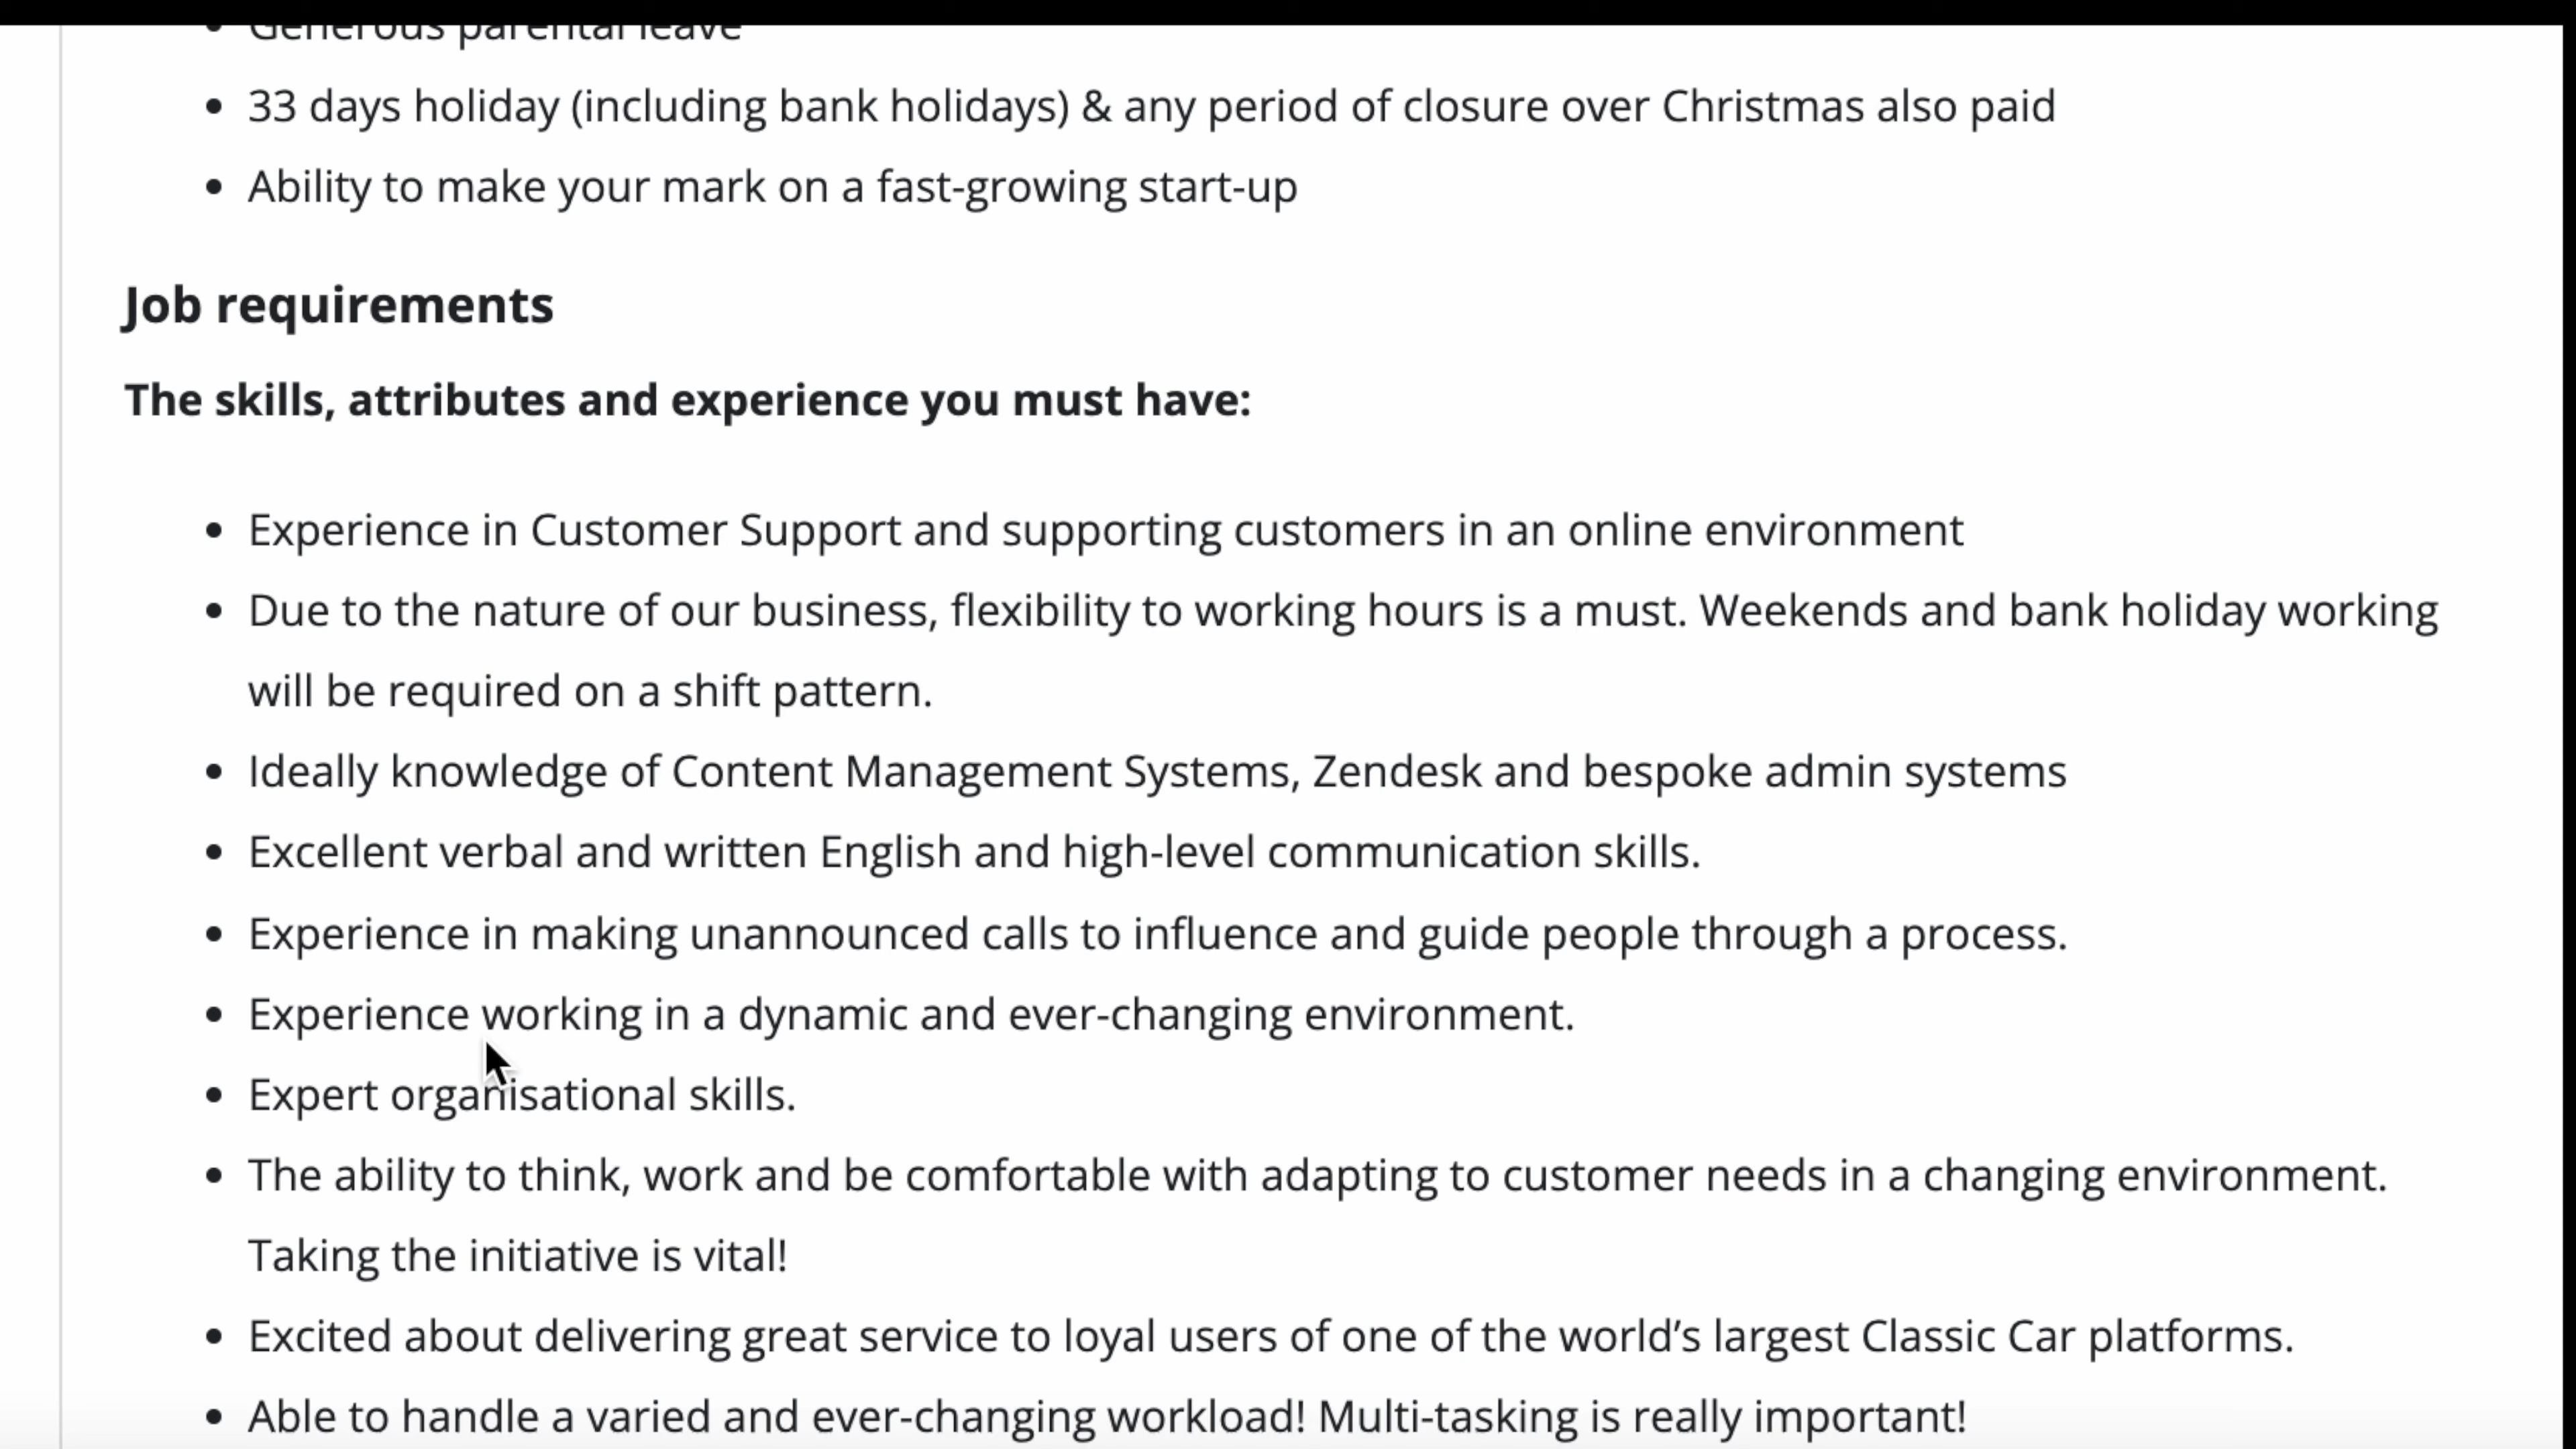 • Generous parental leave
• 33 days holiday (including bank holidays) & any period of closure over Christmas also paid
• Ability to make your mark on a fast-growing start-up
Job requirements
The skills, attributes and experience you must have:
• Experience in Customer Support and supporting customers in an online environment
• Due to the nature of our business, flexibility to working hours is a must. Weekends and bank holiday working
will be required on a shift pattern.
• Ideally knowledge of Content Management Systems, Zendesk and bespoke admin systems
• Excellent verbal and written English and high-level communication skills.
• Experience in making unannounced calls to influence and guide people through a process.
• Experience working in a dynamic and ever-changing environment.
• Expert organisational skills.
• The ability to think, work and be comfortable with adapting to customer needs in a changing environment.
Taking the initiative is vital!
• Excited about delivering great service to loyal users of one of the world’s largest Classic Car platforms.
• Able to handle a varied and ever-changing workload! Multi-tasking is really important!